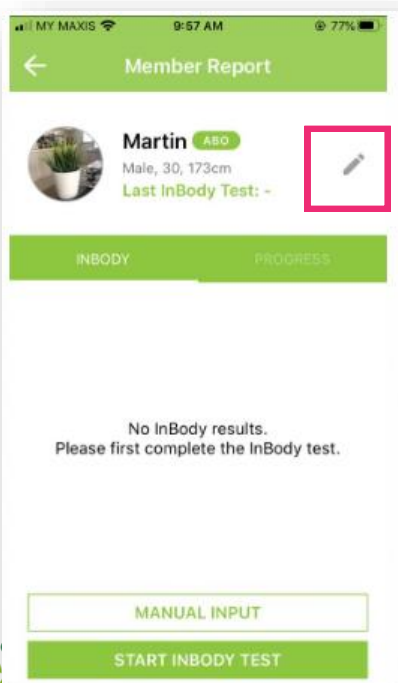 MY MAXIS 9:57 AM 77%
Member Report
Martin ABO
Male, 30, 173cm
Last InBody Test: -
INBODY PROGRESS
No InBody results.
Please first complete the InBody test.
MANUAL INPUT
START INBODY TEST